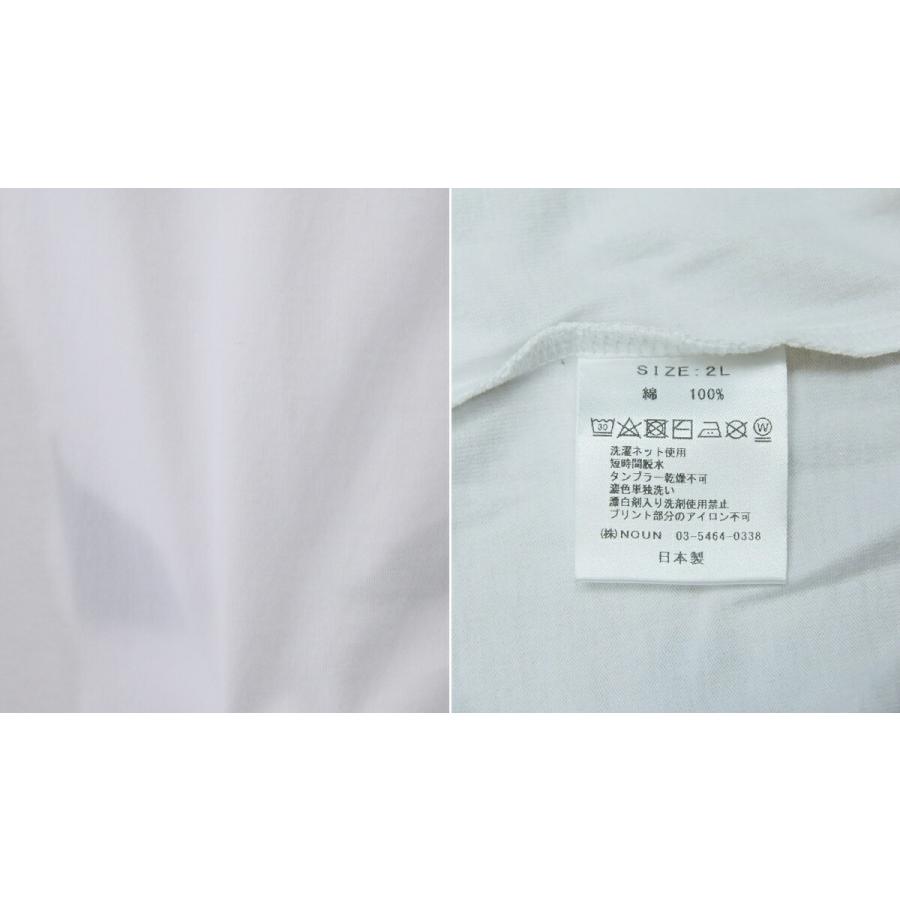 SIZE:2L
綿 100%
30 W
洗濯ネット使用
短時間脱水
タンブラー乾燥不可
濃色単独洗い
漂白剤入り洗剤使用禁止
プリント部分のアイロン不可
(株)NOUN 03-5464-0338
日本製